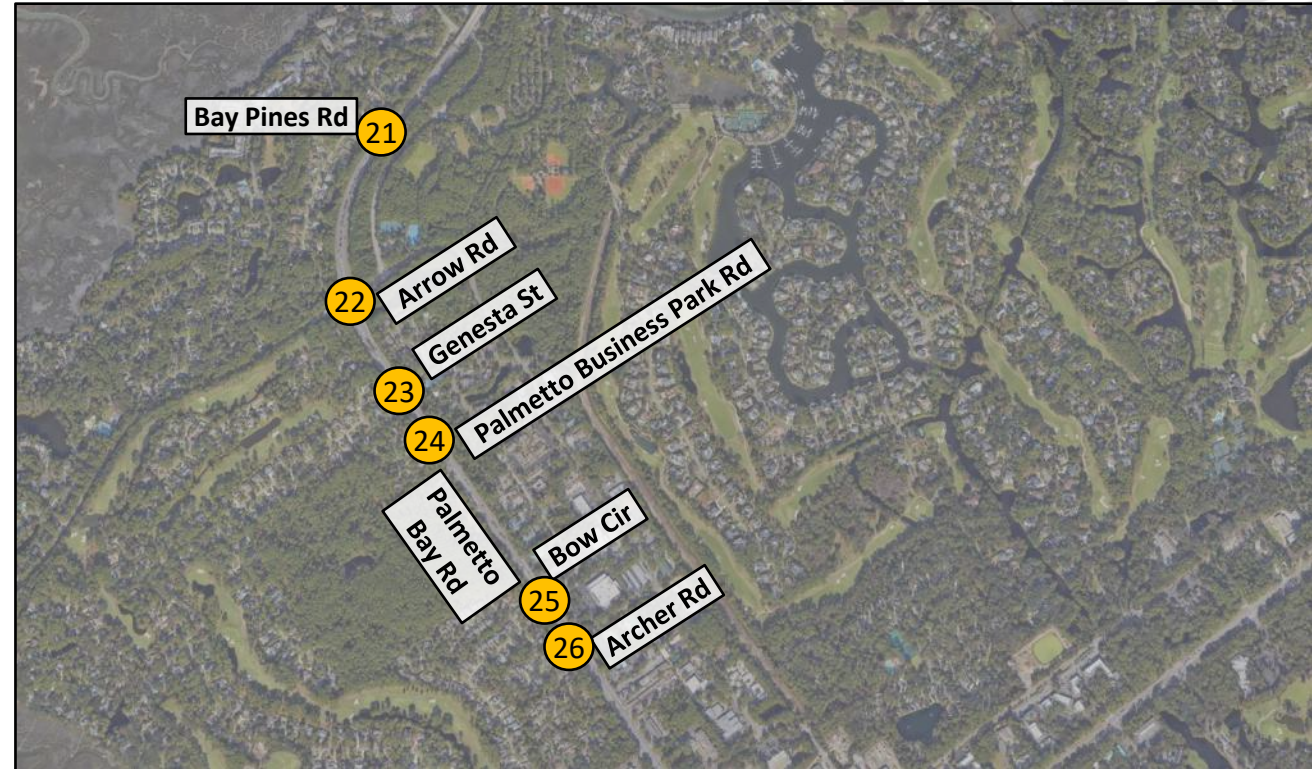 Bay Pines Rd
21
22
Arrow Rd
Genesta St
23
24
Palmetto Business Park Rd
Palmetto
Bay Rd
Bow Cir
25
26
Archer Rd